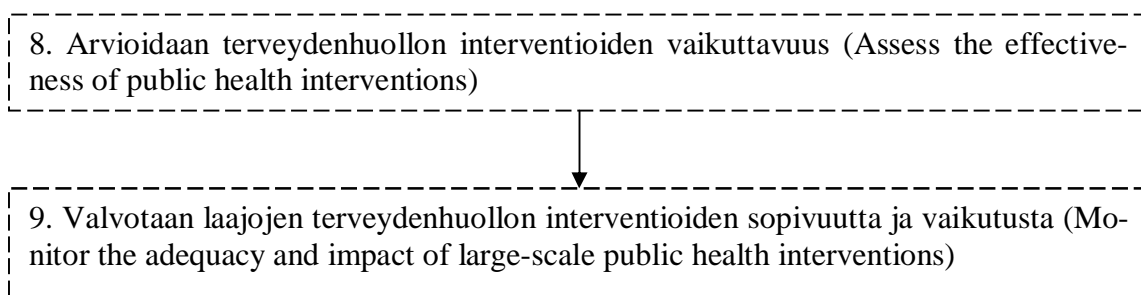 8. Arvioidaan terveydenhuollon interventioiden vaikuttavuus (Assess the effective-
ness of public health interventions)
9. Valvotaan laajojen terveydenhuollon interventioiden sopivuutta ja vaikutusta (Mo-
nitor the adequacy and impact of large-scale public health interventions)